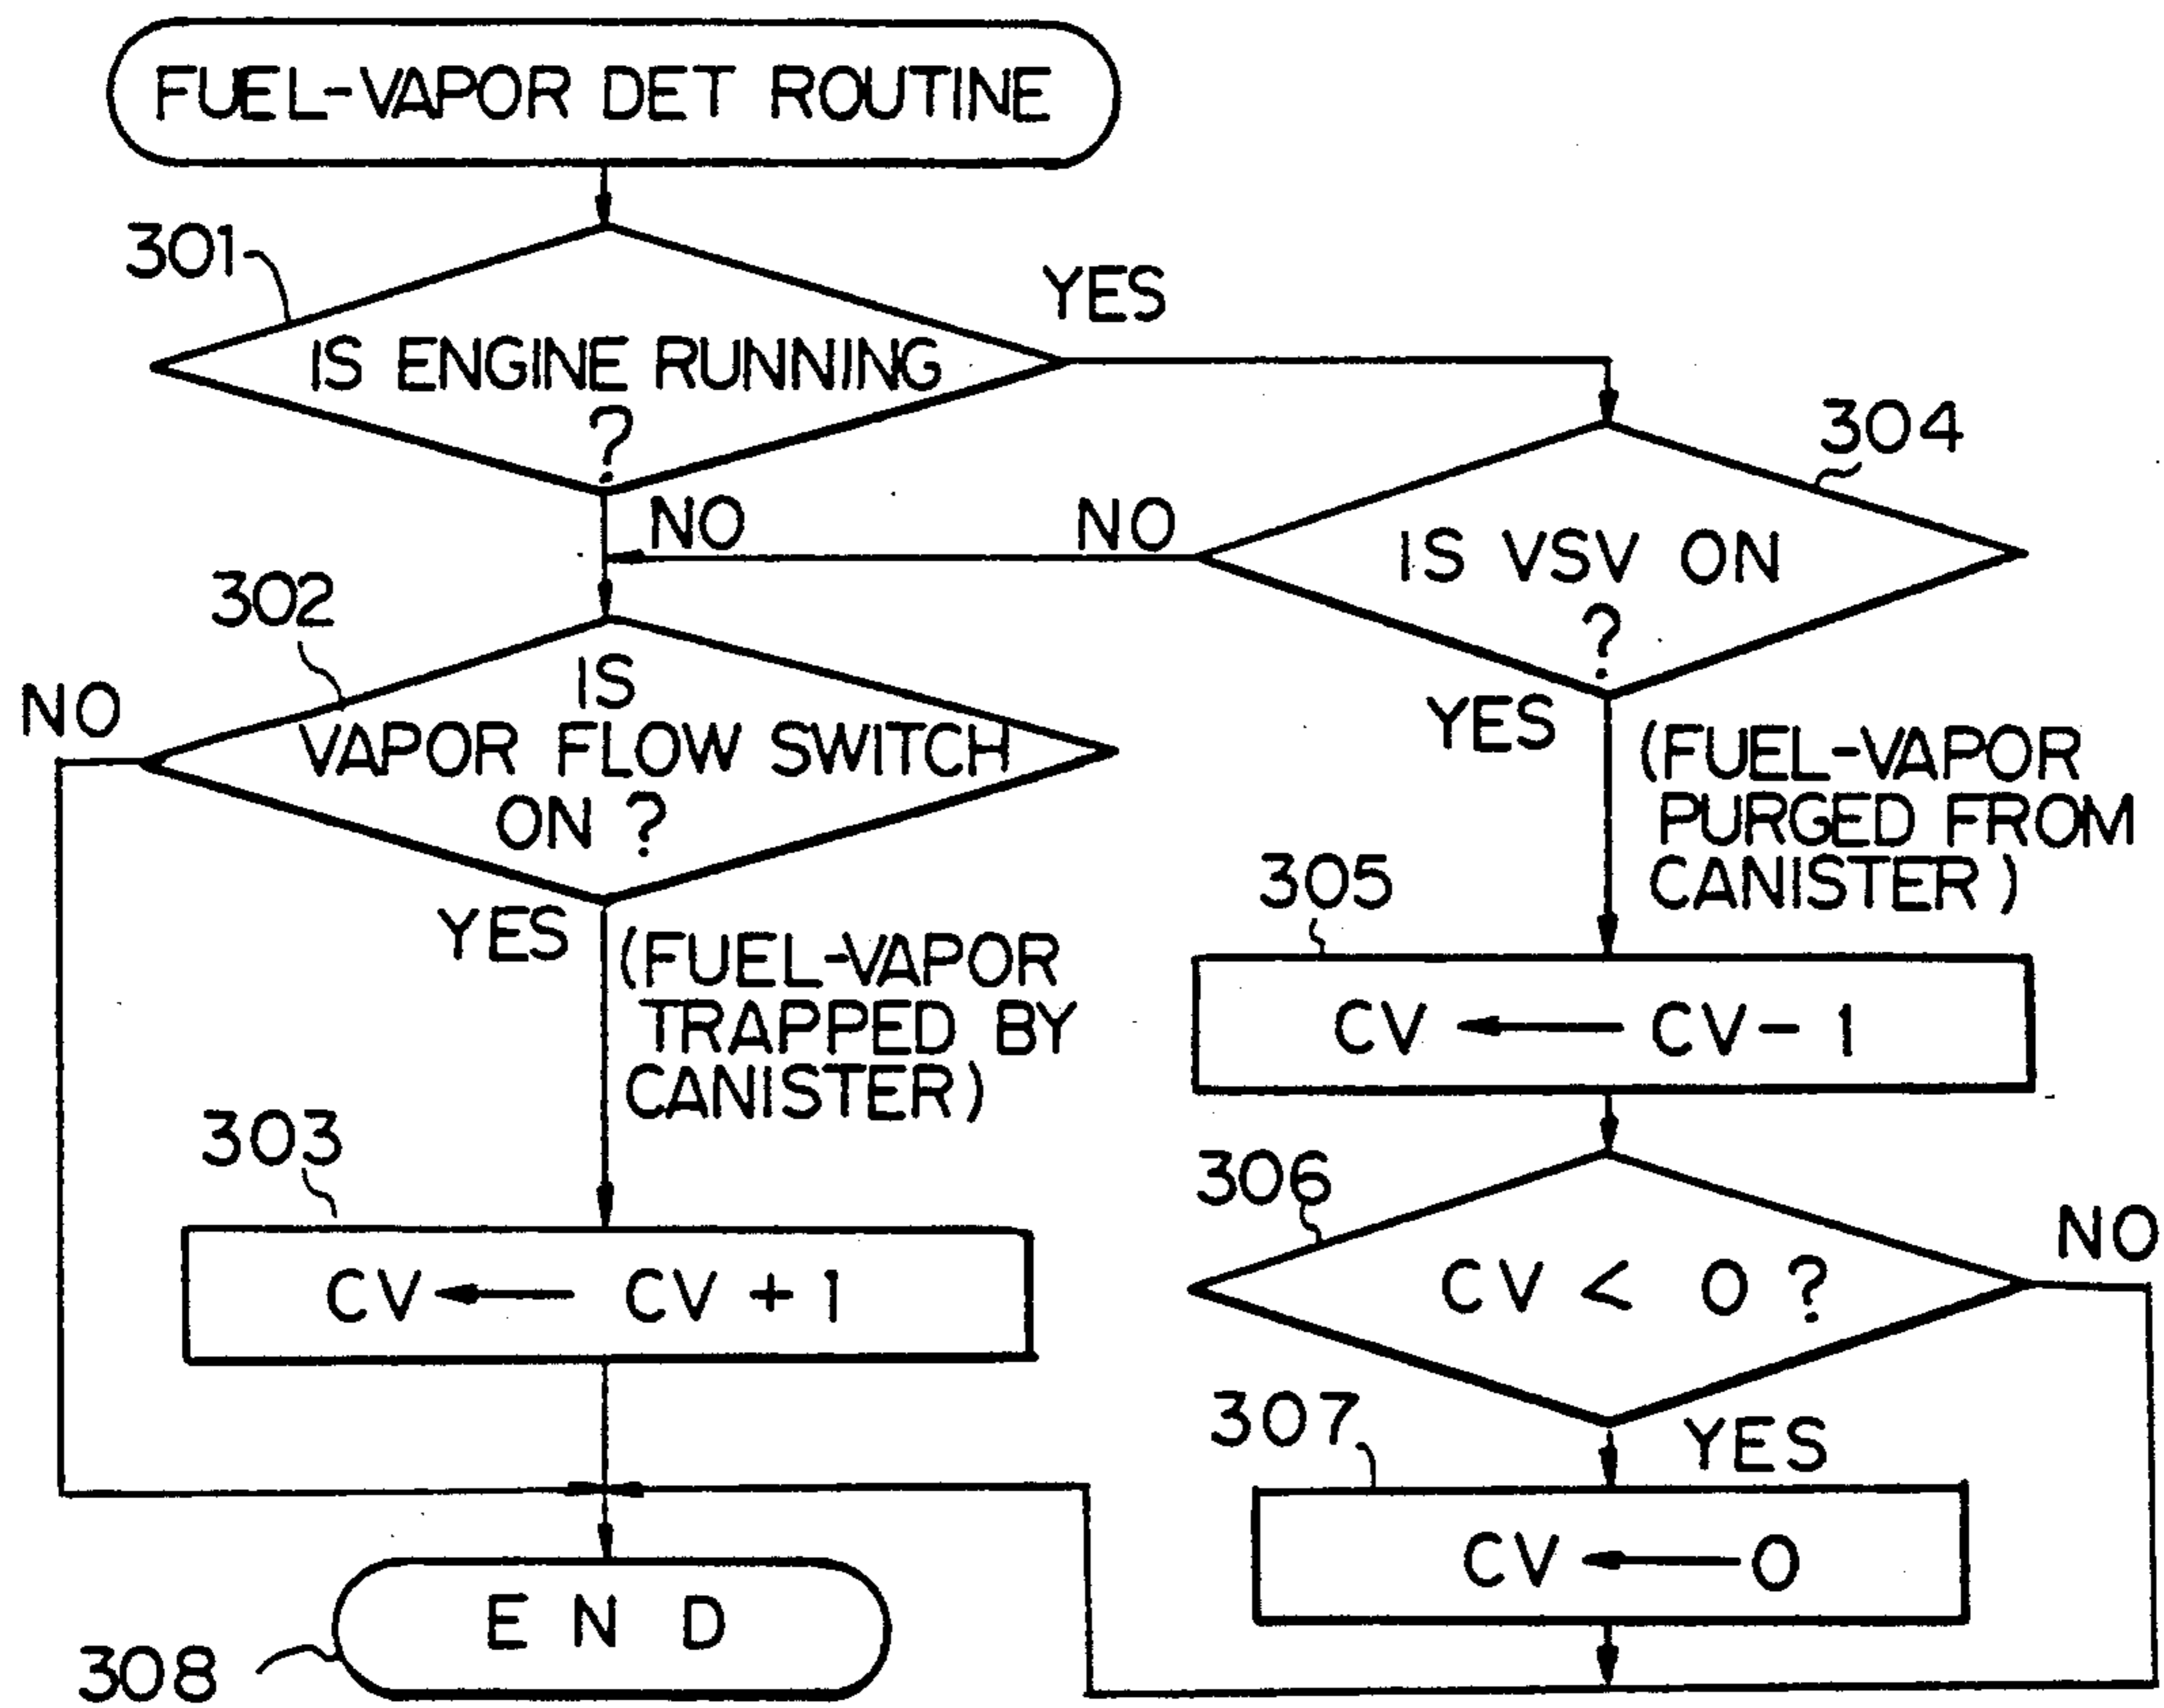 FUEL-VAPOR DET ROUTINE
301
IS ENGINE RUNNING
?
YES
NO
304
IS VSV ON
?
NO
YES
302
IS
VAPOR FLOW SWITCH
ON ?
NO
YES
(FUEL-VAPOR
TRAPPED BY
CANISTER)
(FUEL-VAPOR
PURGED FROM
CANISTER)
305
CV ← CV - 1
303
CV ← CV + 1
306
CV < 0 ?
NO
YES
307
CV ← 0
END
308